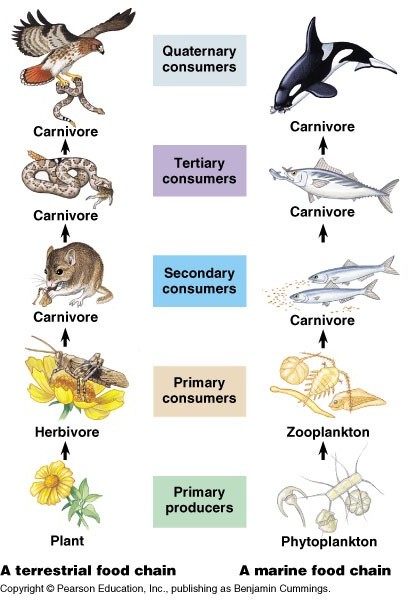 Quaternary
consumers
Carnivore
Carnivore
Tertiary
consumers
Carnivore
Carnivore
Secondary
consumers
Carnivore
Carnivore
Primary
consumers
Herbivore
Zooplankton
Primary
producers
Plant
Phytoplankton
A terrestrial food chain
A marine food chain
Copyright © Pearson Education, Inc., publishing as Benjamin Cummings.